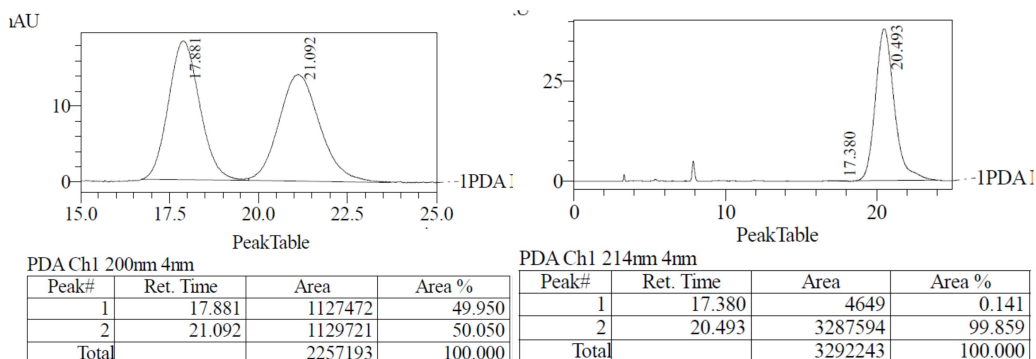 mAU
10
0
17.881
21.092
-1PDA
15.0 17.5 20.0 22.5 25.0
PeakTable
PDA Ch1 200nm 4nm
Peak# Ret. Time Area Area %
1 17.881 1127472 49.950
2 21.092 1129721 50.050
Total 2257193 100.000
25
0
17.380
20.493
-1PDA
0 10 20
PeakTable
PDA Ch1 214nm 4nm
Peak# Ret. Time Area Area %
1 17.380 4649 0.141
2 20.493 3287594 99.859
Total 3292243 100.000